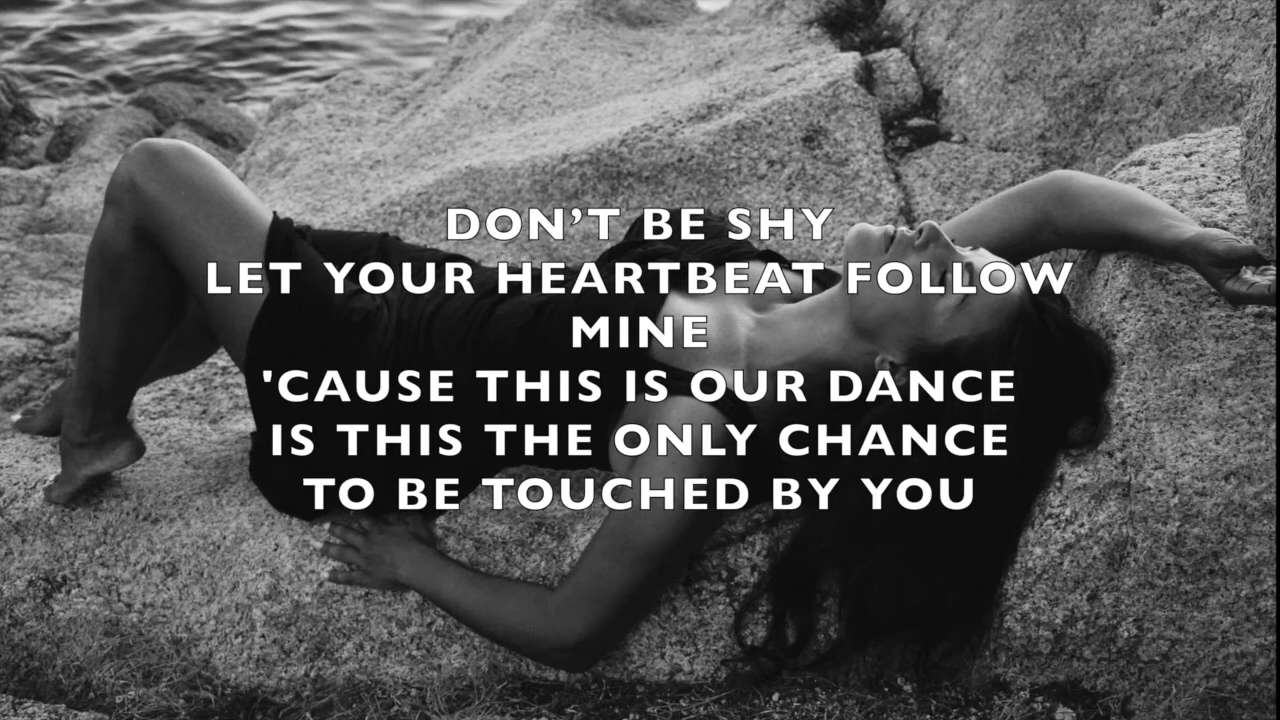 DON’T BE SHY
LET YOUR HEARTBEAT FOLLOW
MINE
'CAUSE THIS IS OUR DANCE
IS THIS THE ONLY CHANCE
TO BE TOUCHED BY YOU